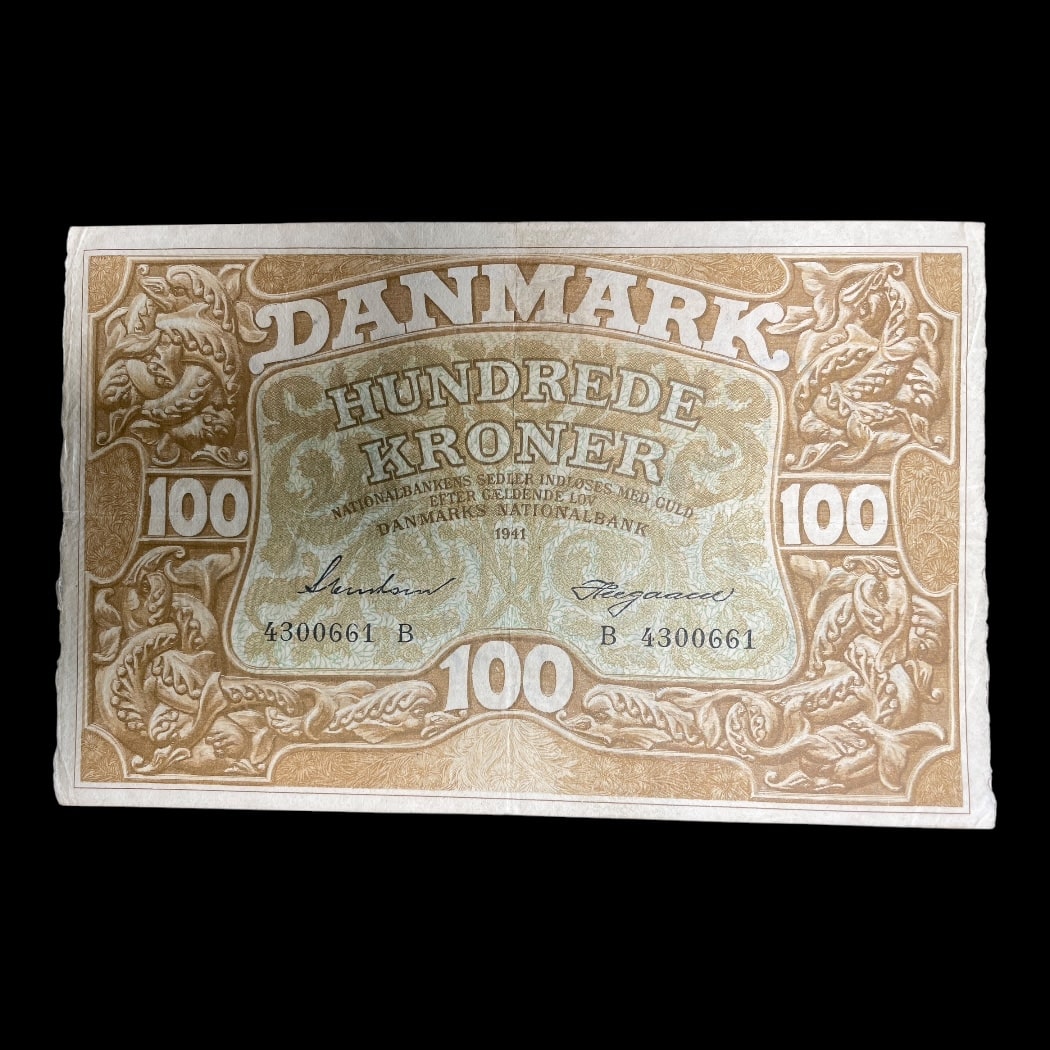 DANMARK
HUNDREDE
KRONER
NATIONALBANKENS SEDLER INDLØSES MED GULD
EFTER GÆLDENDE LOV
DANMARKS NATIONALBANK
1941
100 100
Svendsen
4300661 B B 4300661
100